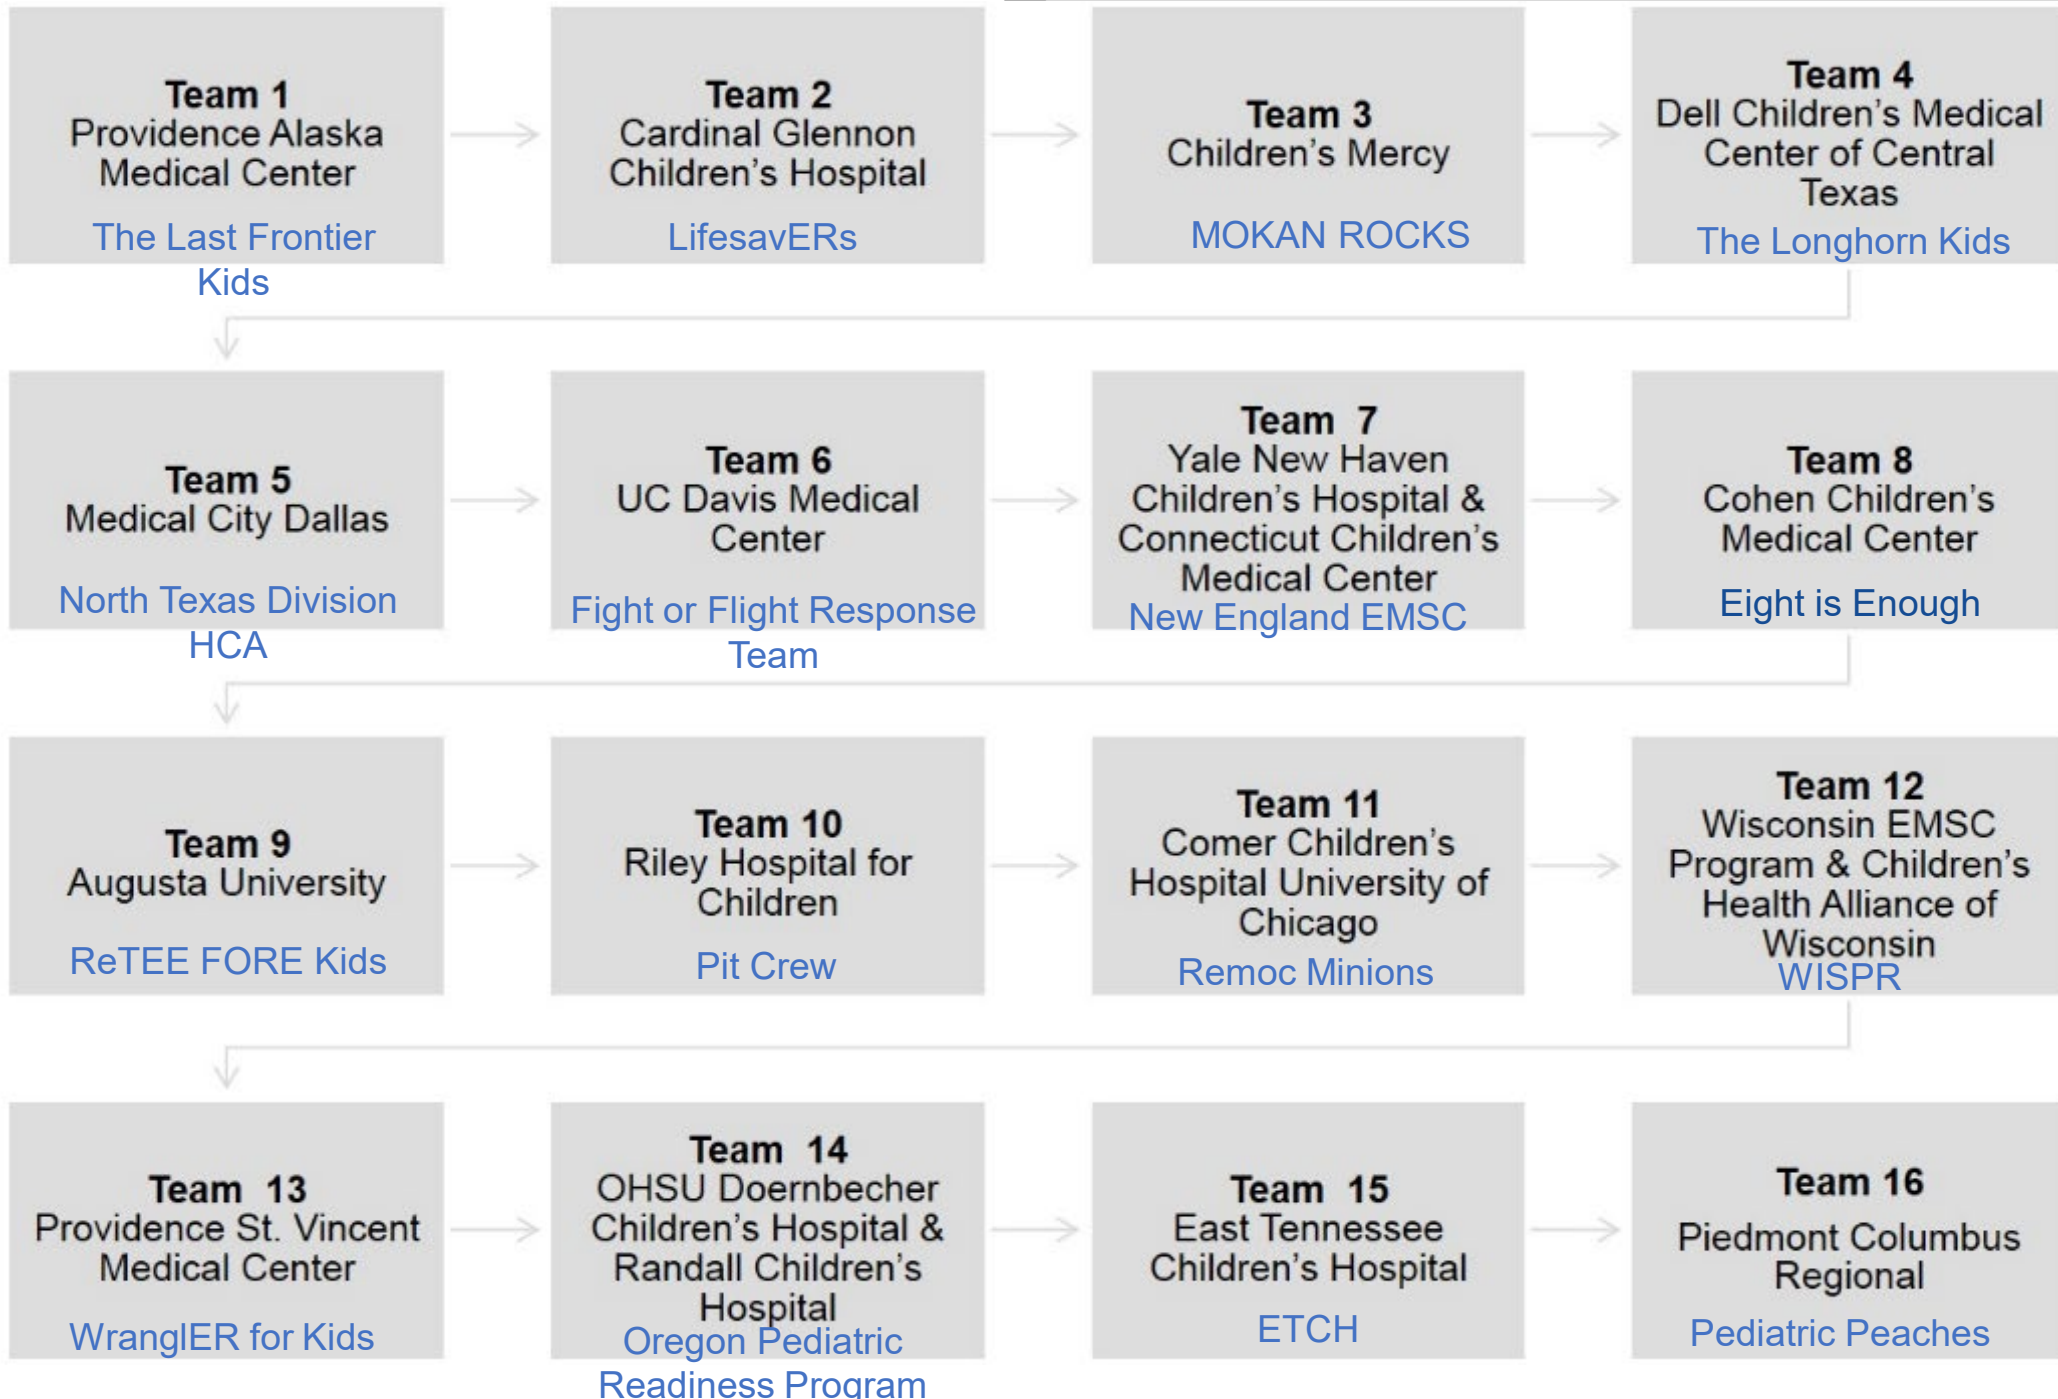 Team 1
Providence Alaska
Medical Center
The Last Frontier
Kids
Team 2
Cardinal Glennon
Children's Hospital
LifesavERs
Team 3
Children's Mercy
MOKAN ROCKS
Team 4
Dell Children's Medical
Center of Central
Texas
The Longhorn Kids
Team 5
Medical City Dallas
North Texas Division
HCA
Team 6
UC Davis Medical
Center
Fight or Flight Response
Team
Team 7
Yale New Haven
Children's Hospital &
Connecticut Children's
Medical Center
New England EMSC
Team 8
Cohen Children's
Medical Center
Eight is Enough
Team 9
Augusta University
ReTEE FORE Kids
Team 10
Riley Hospital for
Children
Pit Crew
Team 11
Comer Children's
Hospital University of
Chicago
Remoc Minions
Team 12
Wisconsin EMSC
Program & Children's
Health Alliance of
Wisconsin
WISPR
Team 13
Providence St. Vincent
Medical Center
WranglER for Kids
Team 14
OHSU Doernbecher
Children's Hospital &
Randall Children's
Hospital
Oregon Pediatric
Readiness Program
Team 15
East Tennessee
Children's Hospital
ETCH
Team 16
Piedmont Columbus
Regional
Pediatric Peaches